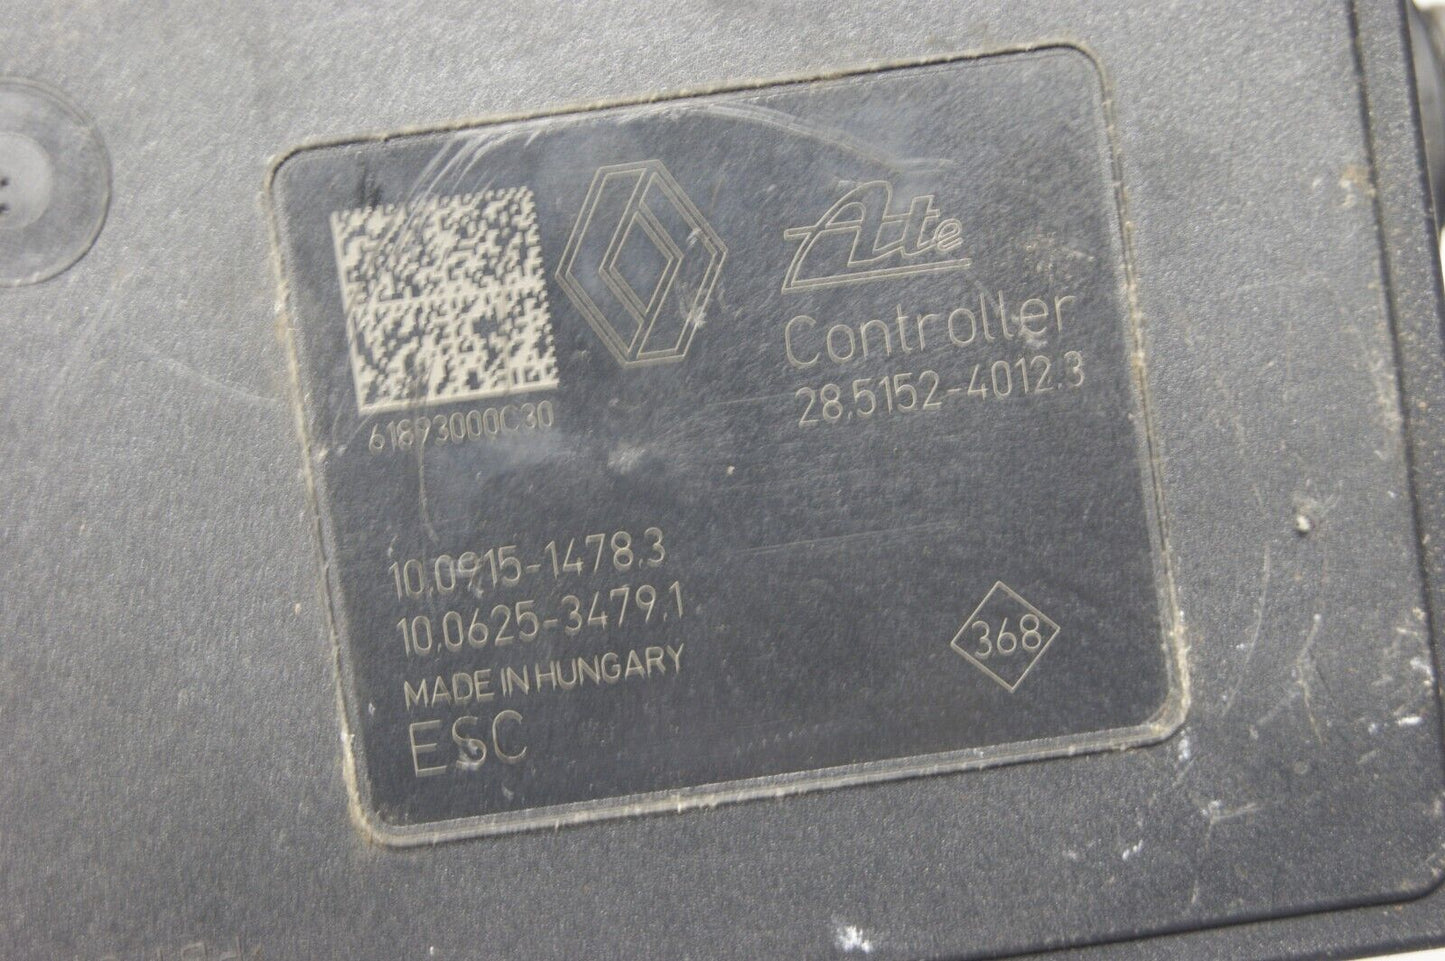 Ate
Controller
28.5152-4012.3
61893000C30
10.0915-1478.3
10.0625-3479.1
MADE IN HUNGARY
ESC
368